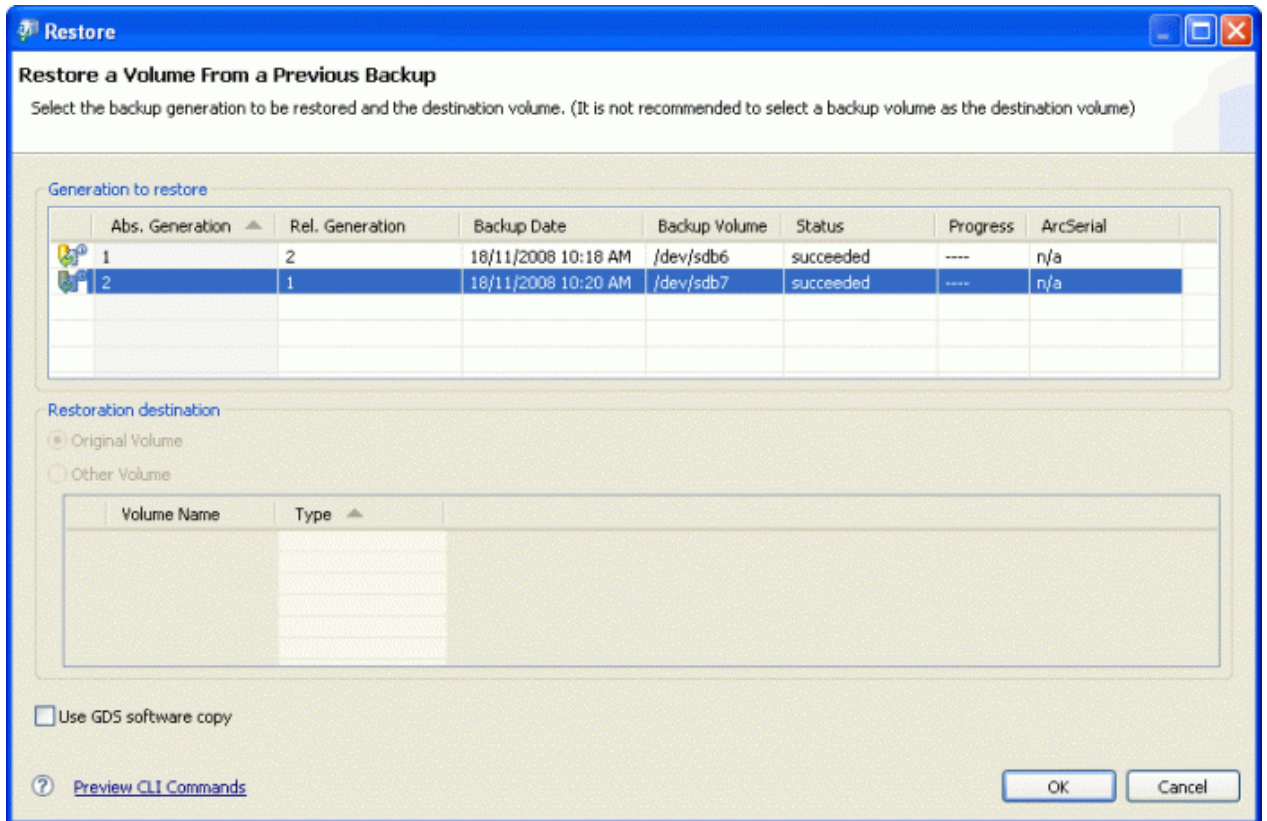 Restore
Restore a Volume From a Previous Backup
Select the backup generation to be restored and the destination volume. (It is not recommended to select a backup volume as the destination volume)
Generation to restore
Abs. Generation Rel. Generation Backup Date Backup Volume Status Progress ArcSerial
1 2 18/11/2008 10:18 AM /dev/sdb6 succeeded ---- n/a
2 1 18/11/2008 10:20 AM /dev/sdb7 succeeded ---- n/a
Restoration destination
Original Volume
Other Volume
Volume Name Type
Use GDS software copy
? Preview CLI Commands OK Cancel